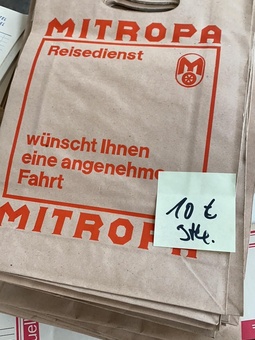 MITROPA
Reisedienst
M
wünscht Ihnen
eine angenehme
Fahrt
10 €
Stk.
MITROPA